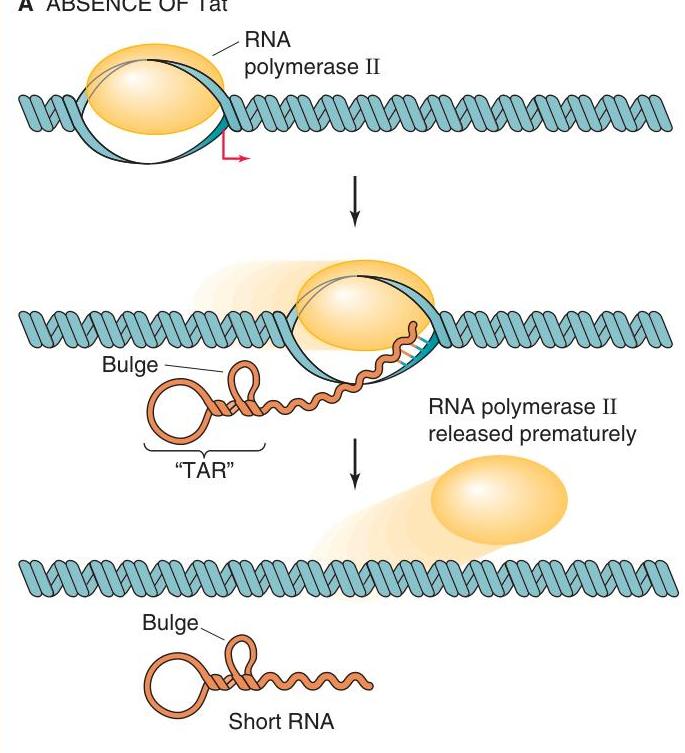 A ABSENCE OF Tat
RNA
polymerase II
Bulge
RNA polymerase II
released prematurely
“TAR”
Bulge
Short RNA